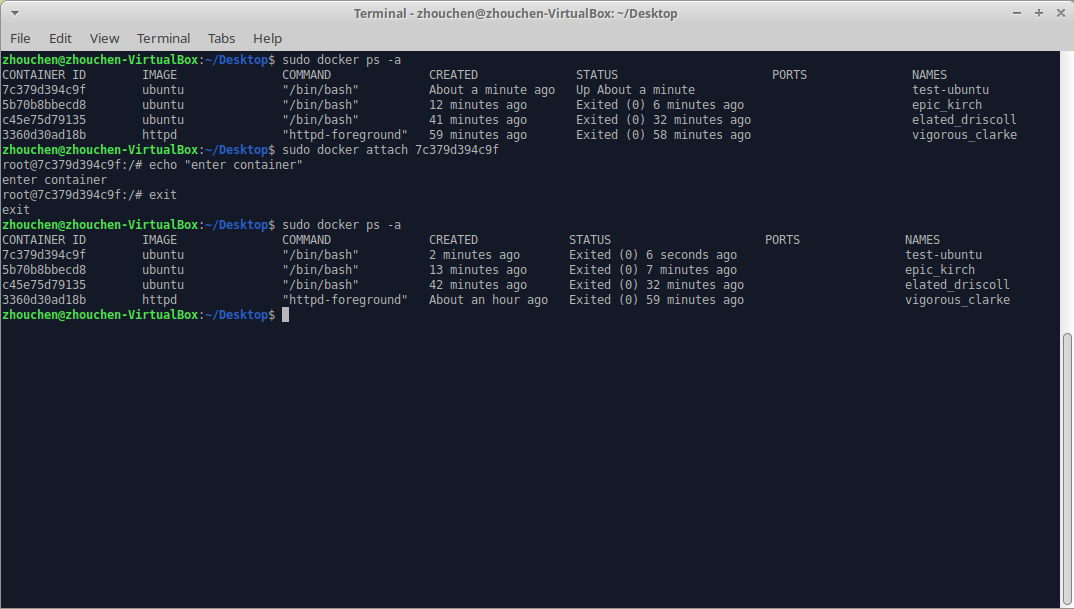 Terminal - zhouchen@zhouchen-VirtualBox: ~/Desktop
File Edit View Terminal Tabs Help
zhouchen@zhouchen-VirtualBox:~/Desktop$ sudo docker ps -a
CONTAINER ID        IMAGE               COMMAND              CREATED              STATUS                      PORTS               NAMES
7c379d394c9f        ubuntu              "/bin/bash"          About a minute ago   Up About a minute                               test-ubuntu
5b70b8bbecd8        ubuntu              "/bin/bash"          12 minutes ago       Exited (0) 6 minutes ago                        epic_kirch
c45e75d79135        ubuntu              "/bin/bash"          41 minutes ago       Exited (0) 32 minutes ago                       elated_driscoll
3360d30ad18b        httpd               "httpd-foreground"   59 minutes ago       Exited (0) 58 minutes ago                       vigorous_clarke
zhouchen@zhouchen-VirtualBox:~/Desktop$ sudo docker attach 7c379d394c9f
root@7c379d394c9f:/# echo "enter container"
enter container
root@7c379d394c9f:/# exit
exit
zhouchen@zhouchen-VirtualBox:~/Desktop$ sudo docker ps -a
CONTAINER ID        IMAGE               COMMAND              CREATED             STATUS                      PORTS               NAMES
7c379d394c9f        ubuntu              "/bin/bash"          2 minutes ago       Exited (0) 6 seconds ago                        test-ubuntu
5b70b8bbecd8        ubuntu              "/bin/bash"          13 minutes ago      Exited (0) 7 minutes ago                        epic_kirch
c45e75d79135        ubuntu              "/bin/bash"          42 minutes ago      Exited (0) 32 minutes ago                       elated_driscoll
3360d30ad18b        httpd               "httpd-foreground"   About an hour ago   Exited (0) 59 minutes ago                       vigorous_clarke
zhouchen@zhouchen-VirtualBox:~/Desktop$